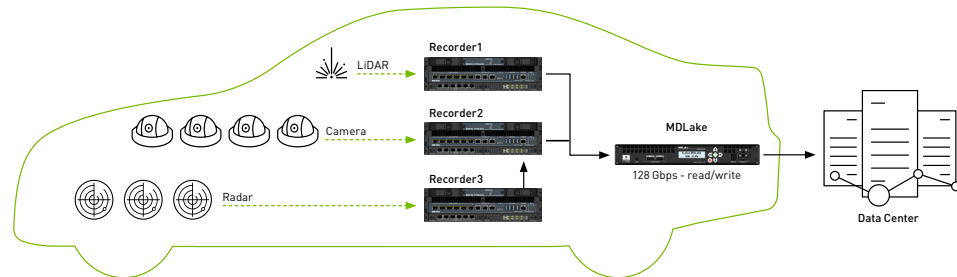 Recorder1
LiDAR
Recorder2
Camera
MDLake
128 Gbps - read/write
Recorder3
Radar
Data Center